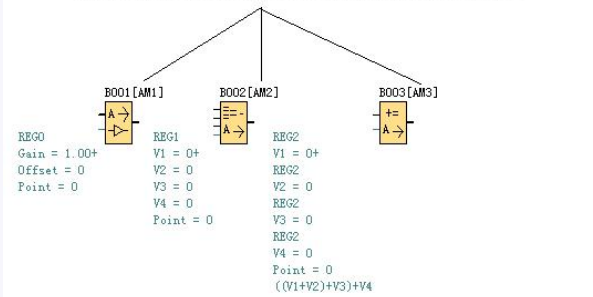 B001[AM1]
B002[AM2]
B003[AM3]
A→
A→
+=
A→
REG0
Gain = 1.00+
Offset = 0
Point = 0
REG1
V1 = 0+
V2 = 0
V3 = 0
V4 = 0
Point = 0
REG2
V1 = 0+
REG2
V2 = 0
REG2
V3 = 0
REG2
V4 = 0
Point = 0
((V1+V2)+V3)+V4